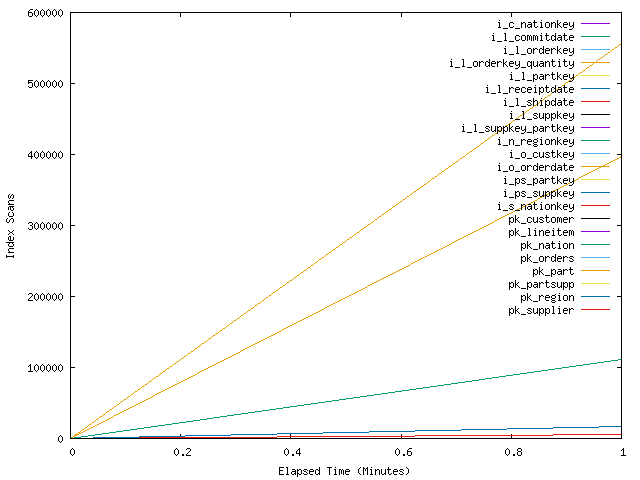 600000
500000
400000
300000
200000
100000
0
Index Scans
i_c_nationkey
i_l_commitdate
i_l_orderkey
i_l_orderkey_quantity
i_l_partkey
i_l_receiptdate
i_l_shipdate
i_l_suppkey
i_l_suppkey_partkey
i_n_regionkey
i_o_custkey
i_o_orderdate
i_ps_partkey
i_ps_suppkey
i_s_nationkey
pk_customer
pk_lineitem
pk_nation
pk_orders
pk_part
pk_partsupp
pk_region
pk_supplier
0 0.2 0.4 0.6 0.8 1
Elapsed Time (Minutes)